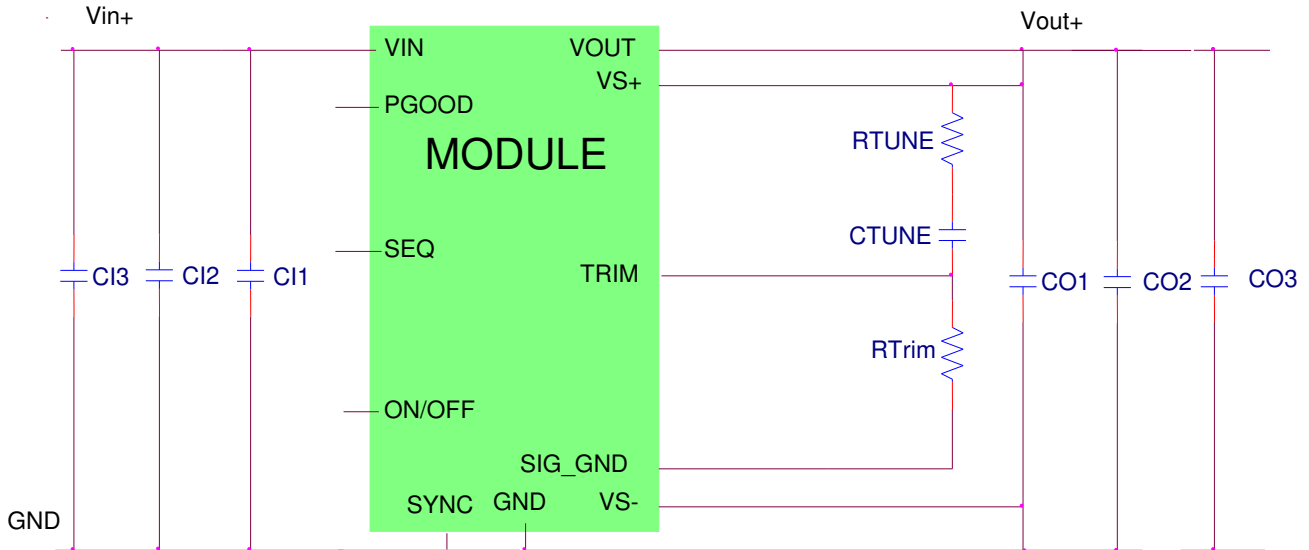 Vin+
Vout+
VIN
VOUT
VS+
PGOOD
MODULE
RTUNE
CTUNE
SEQ
TRIM
CI3
CI2
CI1
CO1
CO2
CO3
RTrim
ON/OFF
SIG_GND
SYNC
GND
VS-
GND